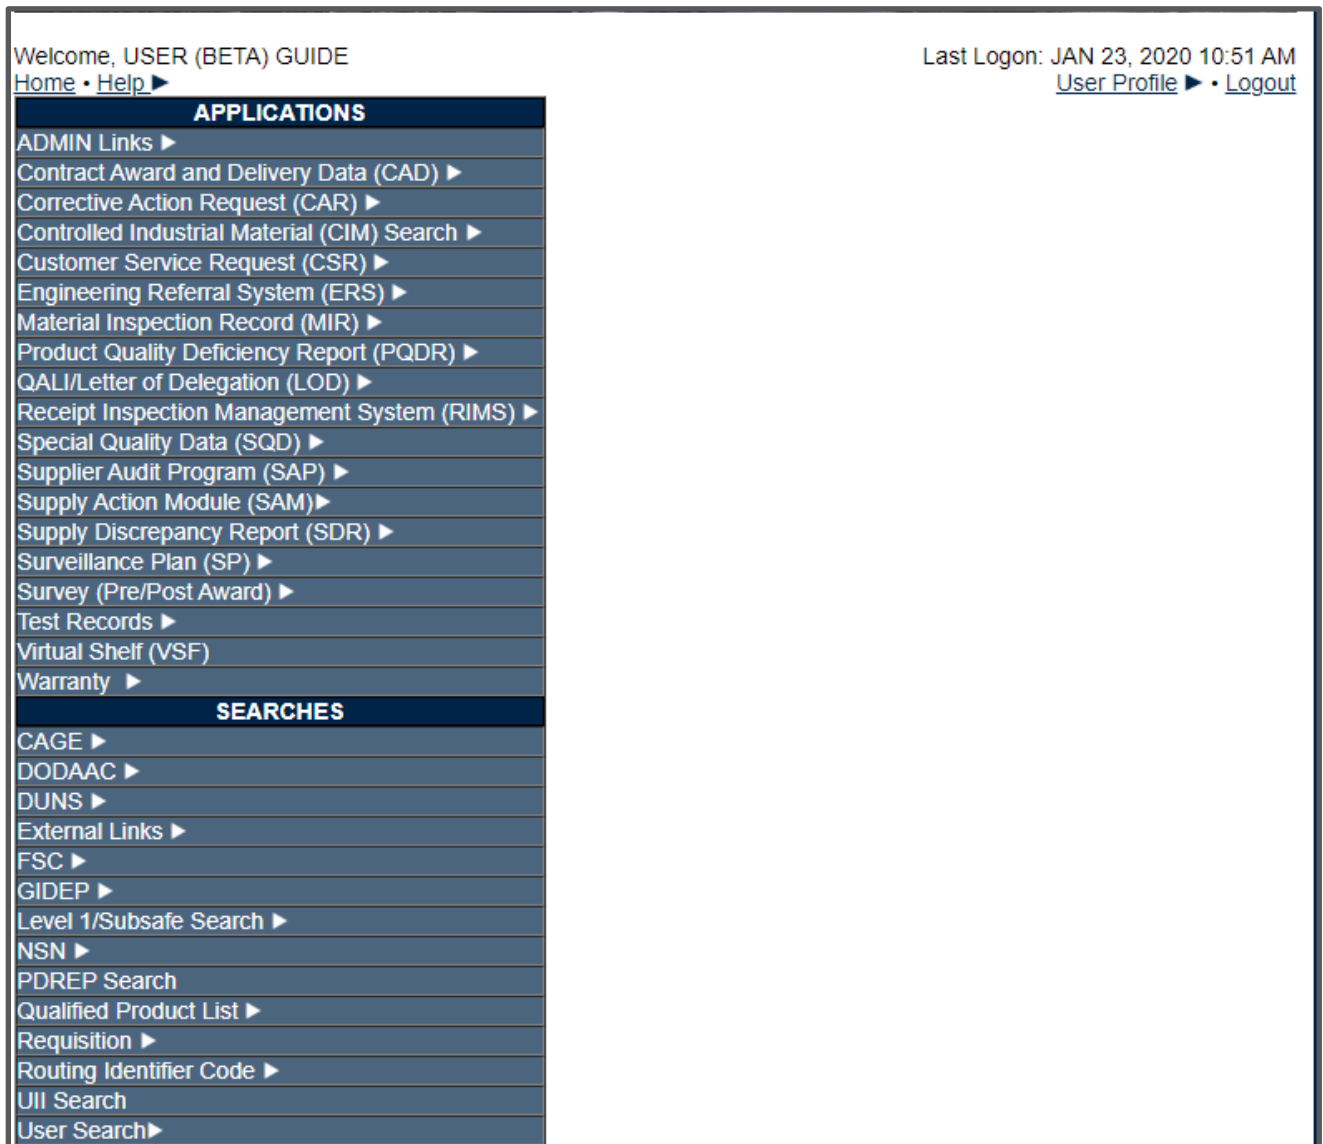 Welcome, USER (BETA) GUIDE Last Logon: JAN 23, 2020 10:51 AM
Home • Help ► User Profile ► • Logout
APPLICATIONS
ADMIN Links ►
Contract Award and Delivery Data (CAD) ►
Corrective Action Request (CAR) ►
Controlled Industrial Material (CIM) Search ►
Customer Service Request (CSR) ►
Engineering Referral System (ERS) ►
Material Inspection Record (MIR) ►
Product Quality Deficiency Report (PQDR) ►
QALI/Letter of Delegation (LOD) ►
Receipt Inspection Management System (RIMS) ►
Special Quality Data (SQD) ►
Supplier Audit Program (SAP) ►
Supply Action Module (SAM)►
Supply Discrepancy Report (SDR) ►
Surveillance Plan (SP) ►
Survey (Pre/Post Award) ►
Test Records ►
Virtual Shelf (VSF)
Warranty ►
SEARCHES
CAGE ►
DODAAC ►
DUNS ►
External Links ►
FSC ►
GIDEP ►
Level 1/Subsafe Search ►
NSN ►
PDREP Search
Qualified Product List ►
Requisition ►
Routing Identifier Code ►
UII Search
User Search►